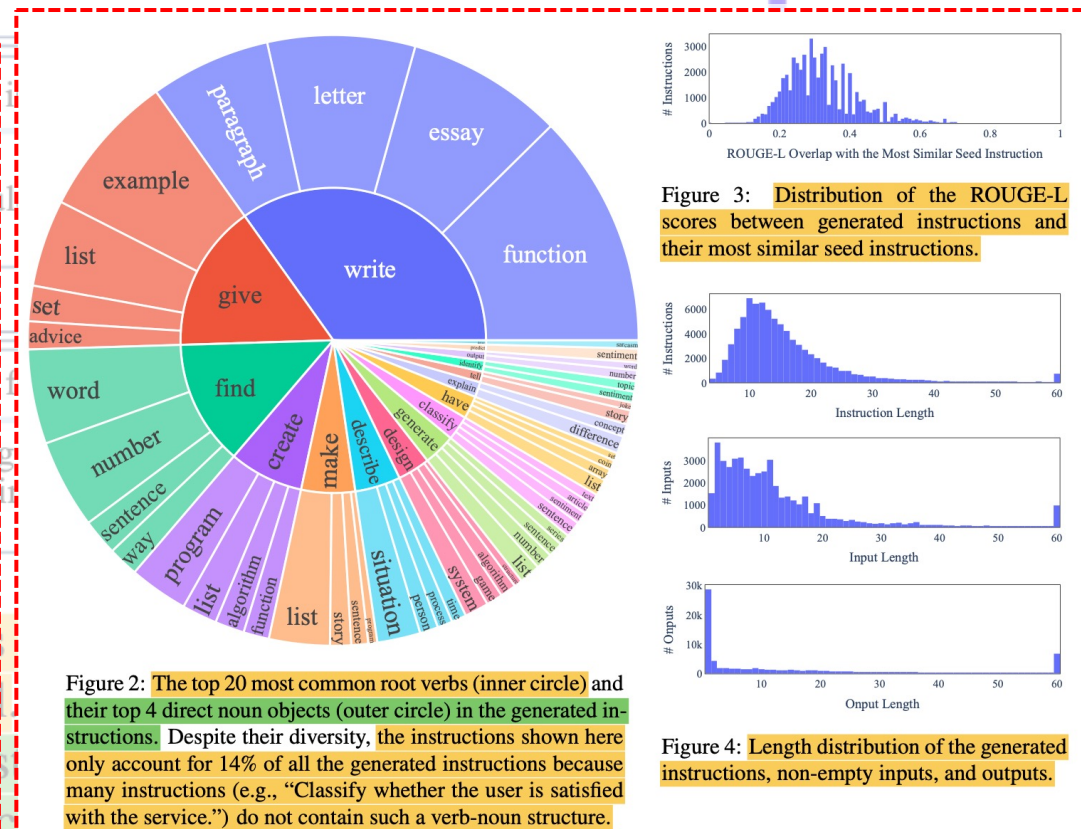 paragraph
letter
essay
function
write
example
list
set
advice
give
word
number
sentence
way
find
program
list
algorithm
function
create
list
story
sentence
program
make
situation
person
process
time
describe
system
game
algorithm
design
list
number
sentence
series
generate
sentence
sentiment
article
text
classify
list
array
coin
have
difference
concept
explain
story
joke
tell
sentiment
topic
identify
number
word
output
sentiment
predict
# Instructions
3000
2000
1000
0
0 0.2 0.4 0.6 0.8 1
ROUGE-L Overlap with the Most Similar Seed Instruction
Figure 3: Distribution of the ROUGE-L
scores between generated instructions and
their most similar seed instructions.
# Instructions
6000
4000
2000
0
10 20 30 40 50 60
Instruction Length
# Inputs
3000
2000
1000
0
10 20 30 40 50 60
Input Length
# Onputs
30k
20k
10k
0
10 20 30 40 50 60
Onput Length
Figure 4: Length distribution of the generated
instructions, non-empty inputs, and outputs.
Figure 2: The top 20 most common root verbs (inner circle) and
their top 4 direct noun objects (outer circle) in the generated in-
structions. Despite their diversity, the instructions shown here
only account for 14% of all the generated instructions because
many instructions (e.g., “Classify whether the user is satisfied
with the service.”) do not contain such a verb-noun structure.